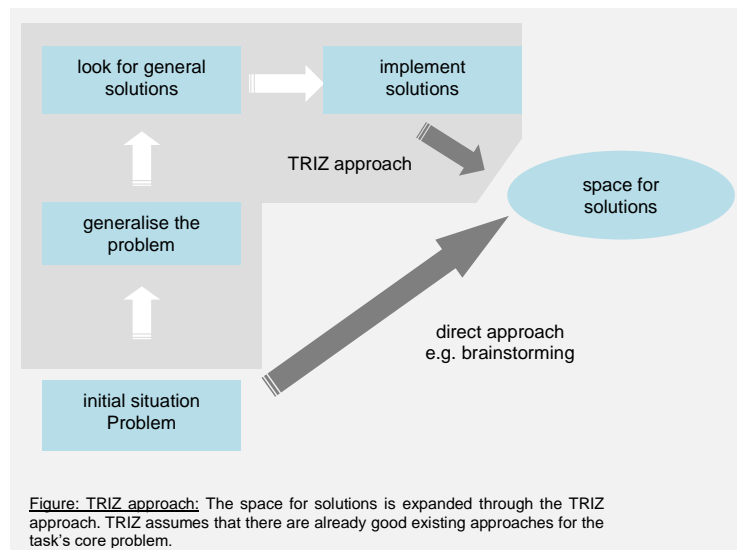 look for general
solutions
implement
solutions
TRIZ approach
space for
solutions
generalise the
problem
direct approach
e.g. brainstorming
initial situation
Problem
Figure: TRIZ approach: The space for solutions is expanded through the TRIZ
approach. TRIZ assumes that there are already good existing approaches for the
task's core problem.